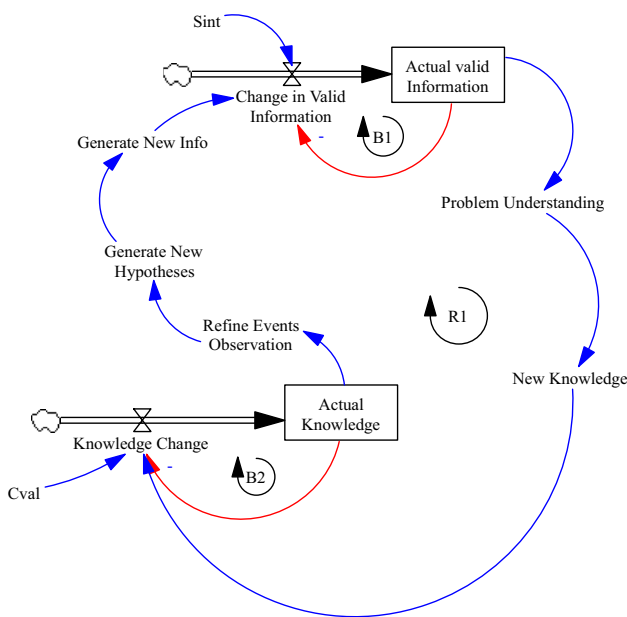 Sint
Actual valid
Information
Change in Valid
Information
-
B1
Generate New Info
Problem Understanding
Generate New
Hypotheses
R1
Refine Events
Observation
New Knowledge
Actual
Knowledge
Knowledge Change
-
B2
Cval